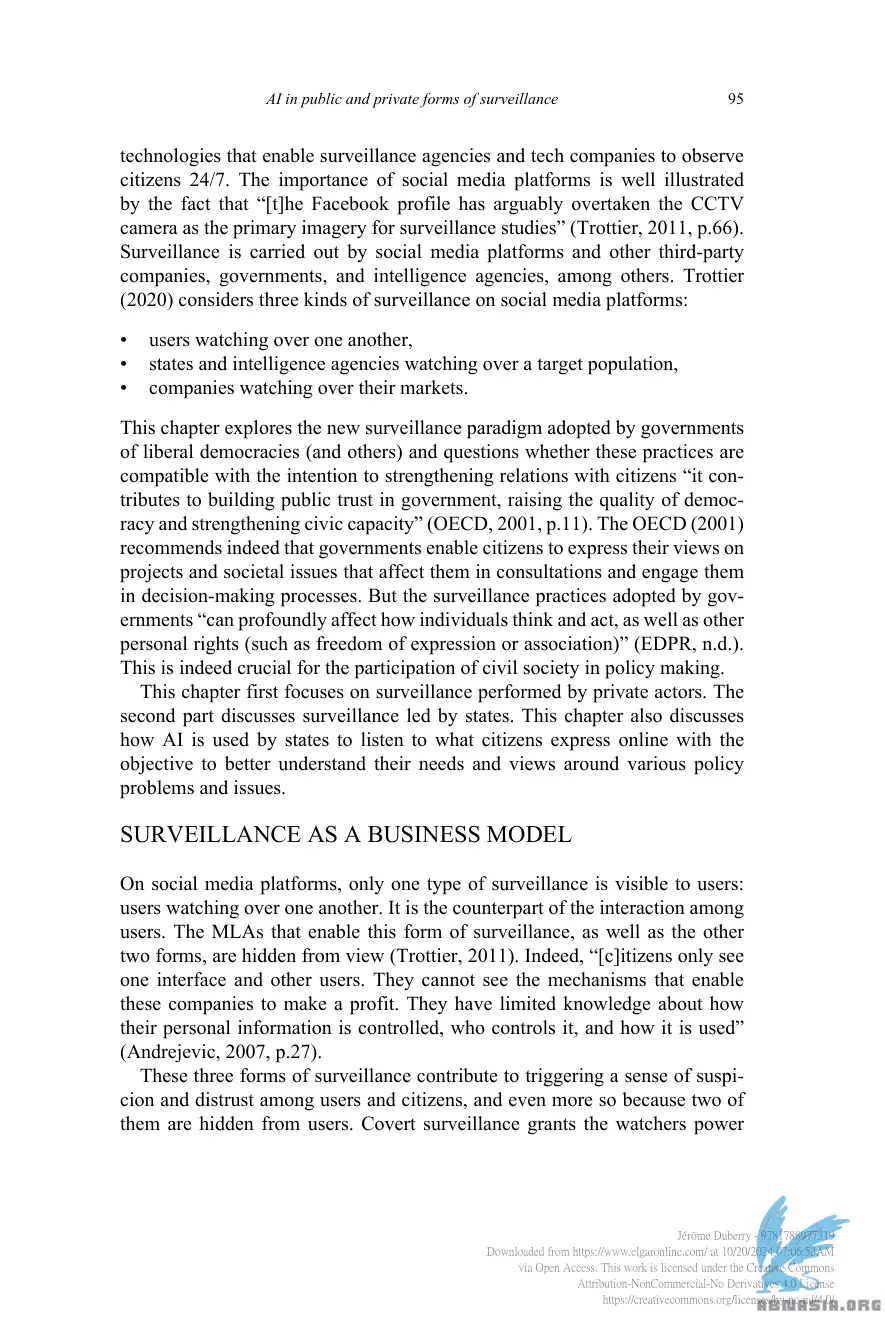 AI in public and private forms of surveillance 95
technologies that enable surveillance agencies and tech companies to observe
citizens 24/7. The importance of social media platforms is well illustrated
by the fact that “[t]he Facebook profile has arguably overtaken the CCTV
camera as the primary imagery for surveillance studies” (Trottier, 2011, p.66).
Surveillance is carried out by social media platforms and other third-party
companies, governments, and intelligence agencies, among others. Trottier
(2020) considers three kinds of surveillance on social media platforms:
• users watching over one another,
• states and intelligence agencies watching over a target population,
• companies watching over their markets.
This chapter explores the new surveillance paradigm adopted by governments
of liberal democracies (and others) and questions whether these practices are
compatible with the intention to strengthening relations with citizens “it con-
tributes to building public trust in government, raising the quality of democ-
racy and strengthening civic capacity” (OECD, 2001, p.11). The OECD (2001)
recommends indeed that governments enable citizens to express their views on
projects and societal issues that affect them in consultations and engage them
in decision-making processes. But the surveillance practices adopted by gov-
ernments “can profoundly affect how individuals think and act, as well as other
personal rights (such as freedom of expression or association)” (EDPR, n.d.).
This is indeed crucial for the participation of civil society in policy making.
This chapter first focuses on surveillance performed by private actors. The
second part discusses surveillance led by states. This chapter also discusses
how AI is used by states to listen to what citizens express online with the
objective to better understand their needs and views around various policy
problems and issues.
SURVEILLANCE AS A BUSINESS MODEL
On social media platforms, only one type of surveillance is visible to users:
users watching over one another. It is the counterpart of the interaction among
users. The MLAs that enable this form of surveillance, as well as the other
two forms, are hidden from view (Trottier, 2011). Indeed, “[c]itizens only see
one interface and other users. They cannot see the mechanisms that enable
these companies to make a profit. They have limited knowledge about how
their personal information is controlled, who controls it, and how it is used”
(Andrejevic, 2007, p.27).
These three forms of surveillance contribute to triggering a sense of suspi-
cion and distrust among users and citizens, and even more so because two of
them are hidden from users. Covert surveillance grants the watchers power
Jérôme Duberry - 9781788977319
Downloaded from https://www.elgaronline.com/ at 10/20/2024 07:06:52AM
via Open Access. This work is licensed under the Creative Commons
Attribution-NonCommercial-No Derivatives 4.0 License
https://creativecommons.org/licenses/by-nc-nd/4.0/
ABTWASIA.ORG